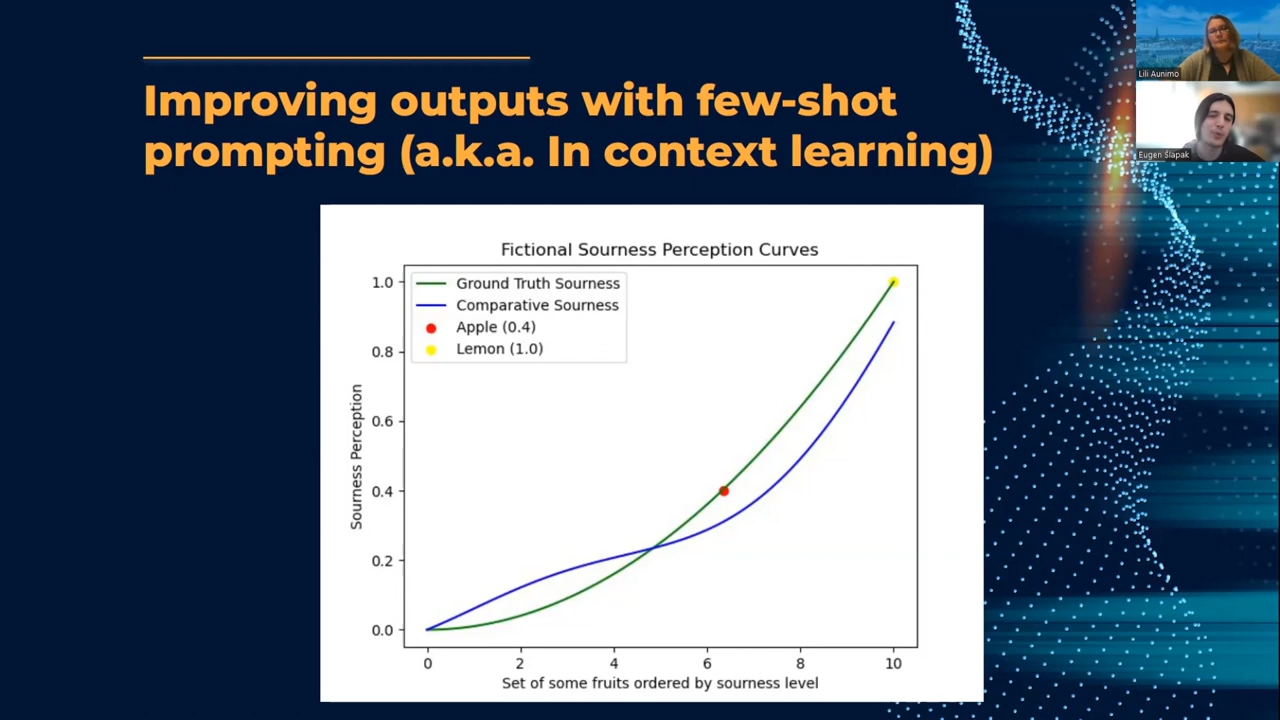 Improving outputs with few-shot
prompting (a.k.a. In context learning)
Lili Aunimo
Eugen Šlapak
Fictional Sourness Perception Curves
Ground Truth Sourness
Comparative Sourness
Apple (0.4)
Lemon (1.0)
Sourness Perception
1.0
0.8
0.6
0.4
0.2
0.0
0 2 4 6 8 10
Set of some fruits ordered by sourness level